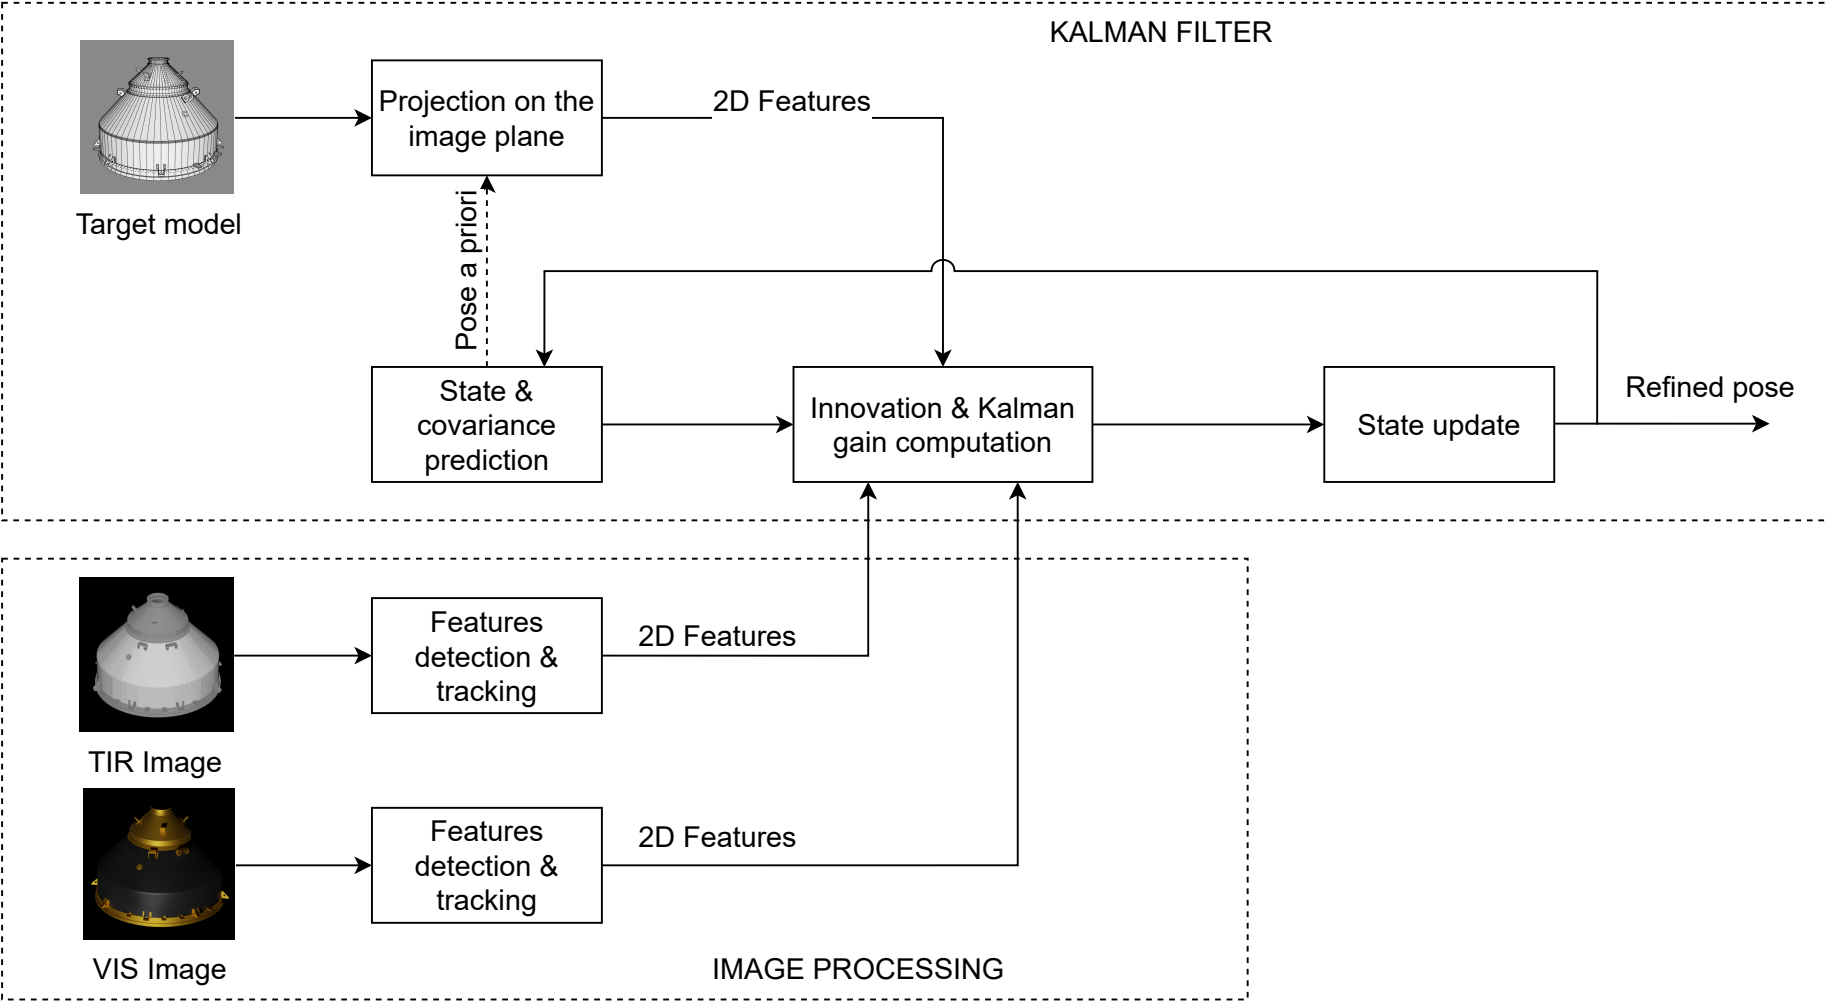 KALMAN FILTER
Projection on the
image plane
2D Features
Target model
Pose a priori
State &
covariance
prediction
Innovation & Kalman
gain computation
State update
Refined pose
Features
detection &
tracking
2D Features
TIR Image
Features
detection &
tracking
2D Features
VIS Image
IMAGE PROCESSING